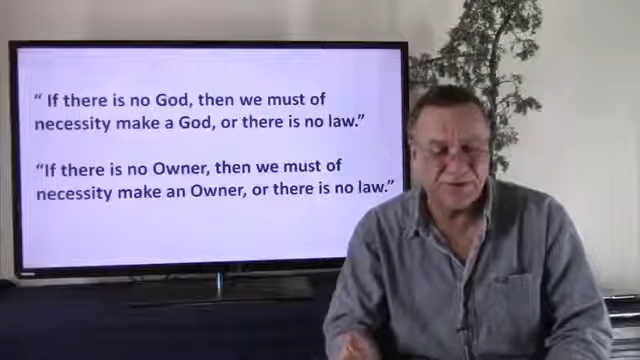 “ If there is no God, then we must of
necessity make a God, or there is no law.”
“If there is no Owner, then we must of
necessity make an Owner, or there is no law.”